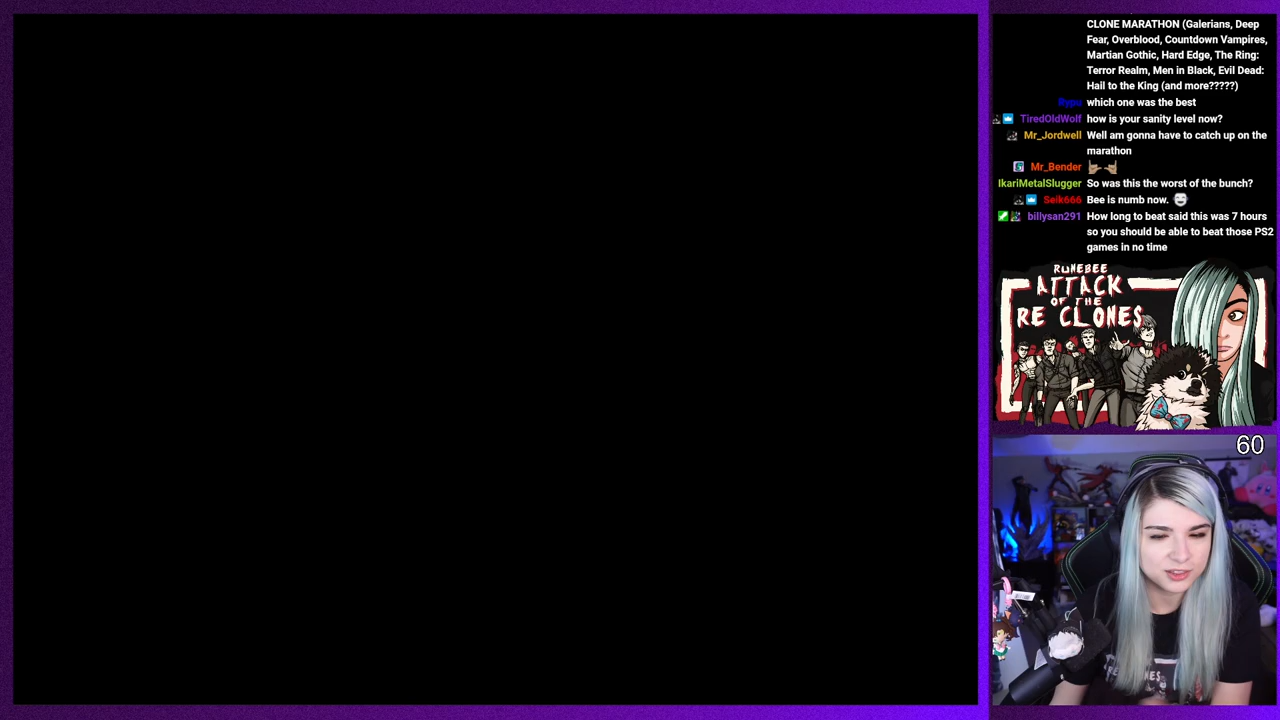 CLONE MARATHON (Galerians, Deep
Fear, Overblood, Countdown Vampires,
Martian Gothic, Hard Edge, The Ring:
Terror Realm, Men in Black, Evil Dead:
Hail to the King (and more?????)
which one was the best
TiredOldWolf how is your sanity level now?
Mr_Jordwell Well am gonna have to catch up on the
marathon
Mr_Bender
IkariMetalSlugger So was this the worst of the bunch?
Seik666 Bee is numb now.
billysan291 How long to beat said this was 7 hours
so you should be able to beat those PS2
games in no time
RUNEBEE
ATTACK
OF THE
RE CLONES
60